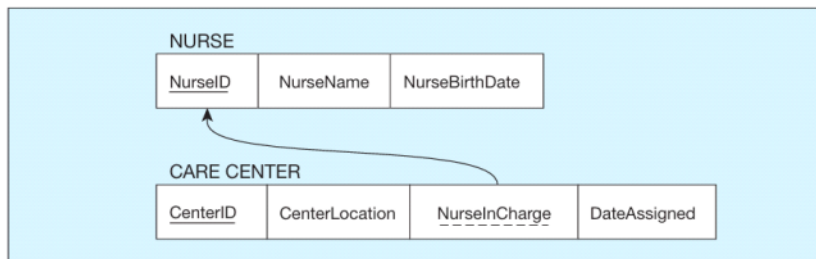 NURSE
NurseID NurseName NurseBirthDate
CARE CENTER
CenterID CenterLocation NurseInCharge DateAssigned